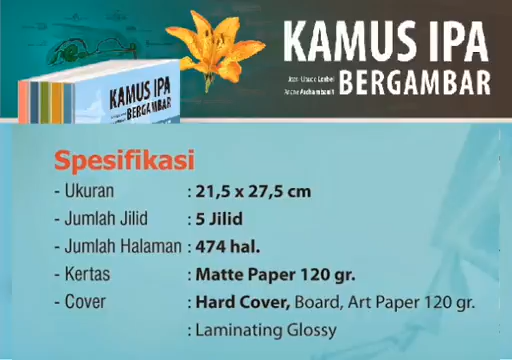 KAMUS IPA
BERGAMBAR
KAMUS IPA
BERGAMBAR
Spesifikasi
- Ukuran : 21,5 x 27,5 cm
- Jumlah Jilid : 5 Jilid
- Jumlah Halaman : 474 hal.
- Kertas : Matte Paper 120 gr.
- Cover : Hard Cover, Board, Art Paper 120 gr.
: Laminating Glossy